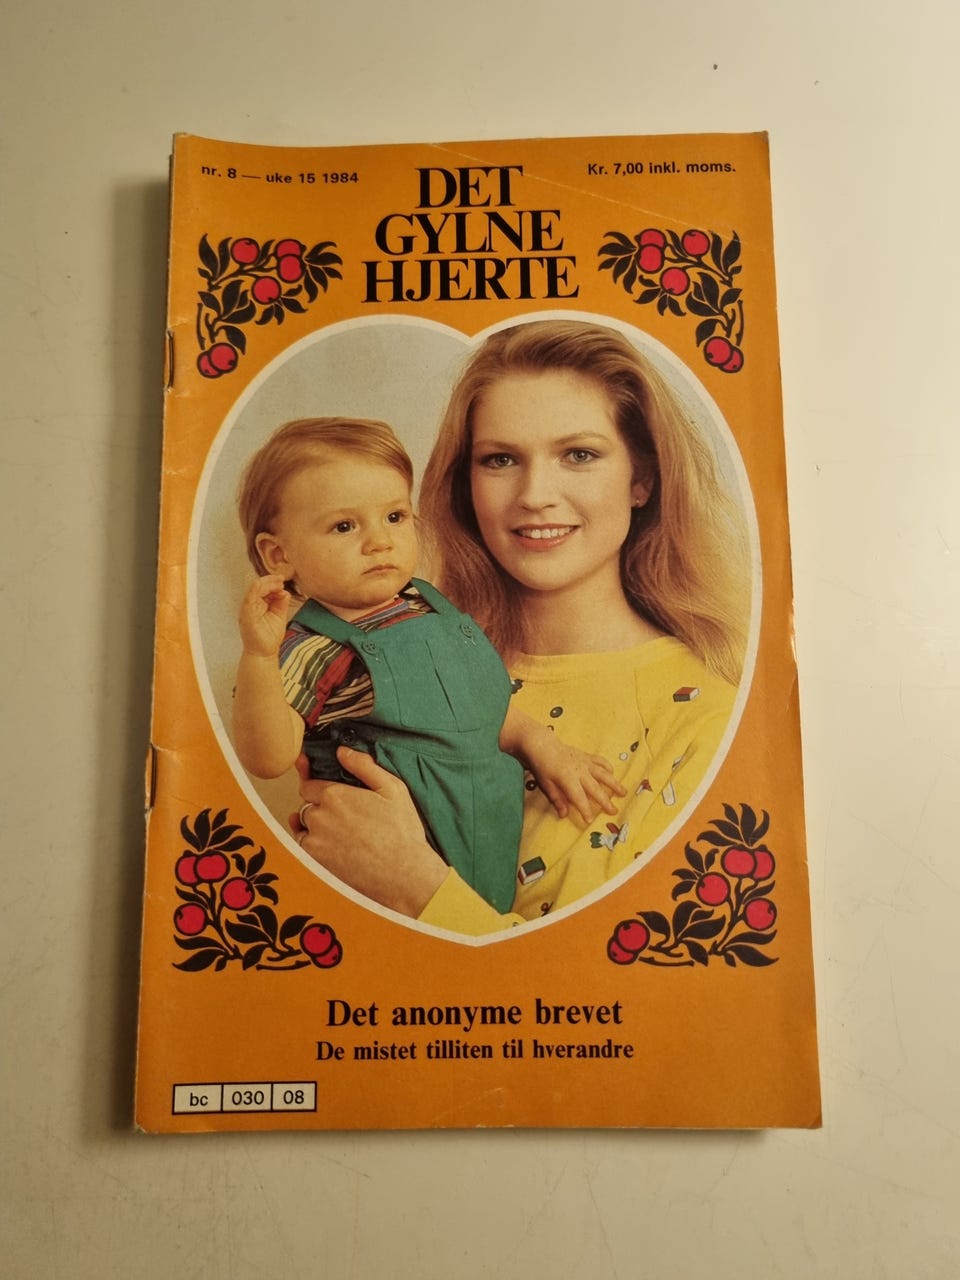 nr. 8 — uke 15 1984
Kr. 7,00 inkl. moms.
DET
GYLNE
HJERTE
Det anonyme brevet
De mistet tilliten til hverandre
bc 030 08